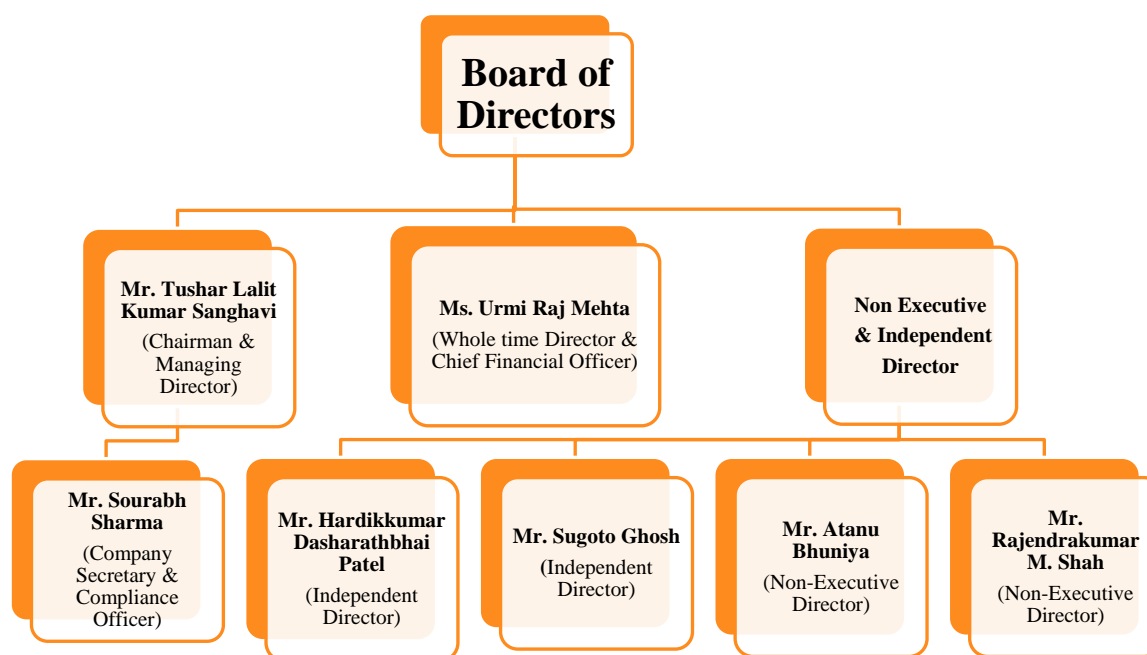 Board of
Directors
Mr. Tushar Lalit
Kumar Sanghavi
(Chairman &
Managing
Director)
Ms. Urmi Raj Mehta
(Whole time Director &
Chief Financial Officer)
Non Executive
& Independent
Director
Mr. Sourabh
Sharma
(Company
Secretary &
Compliance
Officer)
Mr. Hardikkumar
Dasharathbhai
Patel
(Independent
Director)
Mr. Sugoto Ghosh
(Independent
Director)
Mr. Atanu
Bhuniya
(Non-Executive
Director)
Mr.
Rajendrakumar
M. Shah
(Non-Executive
Director)